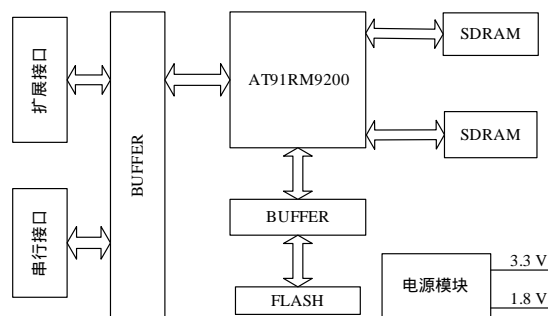 扩展接口
串行接口
BUFFER
AT91RM9200
SDRAM
SDRAM
BUFFER
FLASH
电源模块
3.3 V
1.8 V